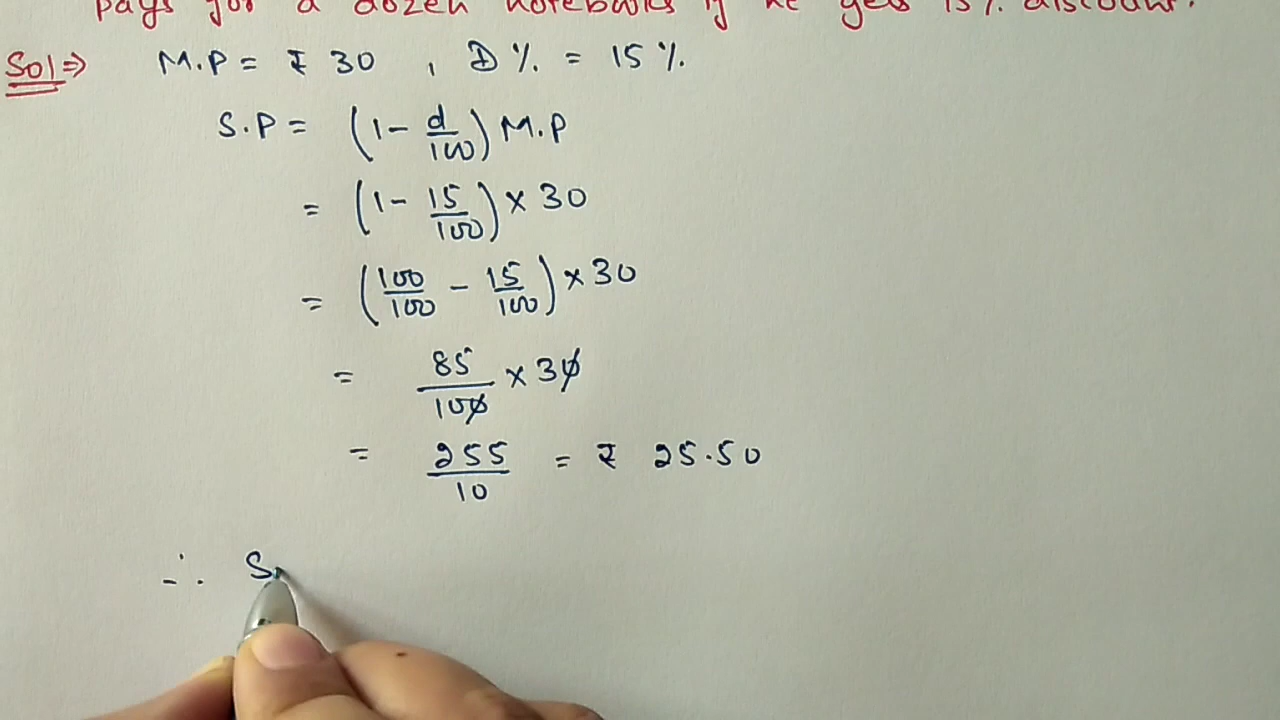 pays for a dozen notebooks if he gets 15% discount.
Sol⇒ M.P = ₹ 30 , D% = 15%.
S.P = (1 - d/100) M.P
= (1 - 15/100) × 30
= (100/100 - 15/100) × 30
= 85/100 × 30
= 255/10 = ₹ 25.50
∴ S.